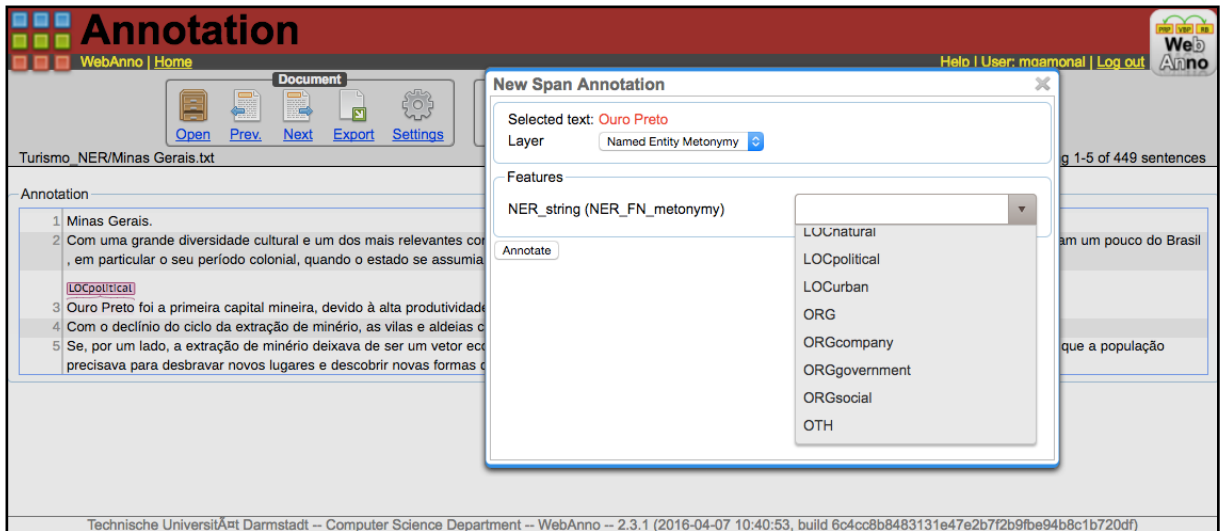 Annotation
PRP VBP RB
Web
Anno
WebAnno | Home
Help | User: mgamonal | Log out
Document
Open Prev. Next Export Settings
Turismo_NER/Minas Gerais.txt
g 1-5 of 449 sentences
Annotation
1 Minas Gerais.
2 Com uma grande diversidade cultural e um dos mais relevantes con
am um pouco do Brasil
, em particular o seu período colonial, quando o estado se assumia
LOCpolitical
3 Ouro Preto foi a primeira capital mineira, devido à alta produtividade
4 Com o declínio do ciclo da extração de minério, as vilas e aldeias c
5 Se, por um lado, a extração de minério deixava de ser um vetor eco
que a população
precisava para desbravar novos lugares e descobrir novas formas d
New Span Annotation
Selected text: Ouro Preto
Layer Named Entity Metonymy
Features
NER_string (NER_FN_metonymy)
Annotate
LOCnatural
LOCpolitical
LOCurban
ORG
ORGcompany
ORGgovernment
ORGsocial
OTH
Technische UniversitÃ¤t Darmstadt -- Computer Science Department -- WebAnno -- 2.3.1 (2016-04-07 10:40:53, build 6c4cc8b8483131e47e2b7f2b9fbe94b8c1b720df)